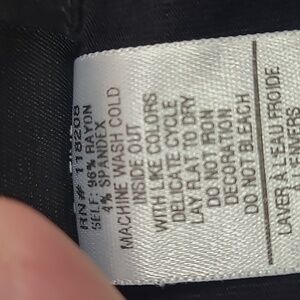 RN# 118208
SELF: 96% RAYON
4% SPANDEX
MACHINE WASH COLD
INSIDE OUT
WITH LIKE COLORS
DELICATE CYCLE
LAY FLAT TO DRY
DO NOT IRON
DECORATION
DO NOT BLEACH
LAVER À L'EAU FROIDE